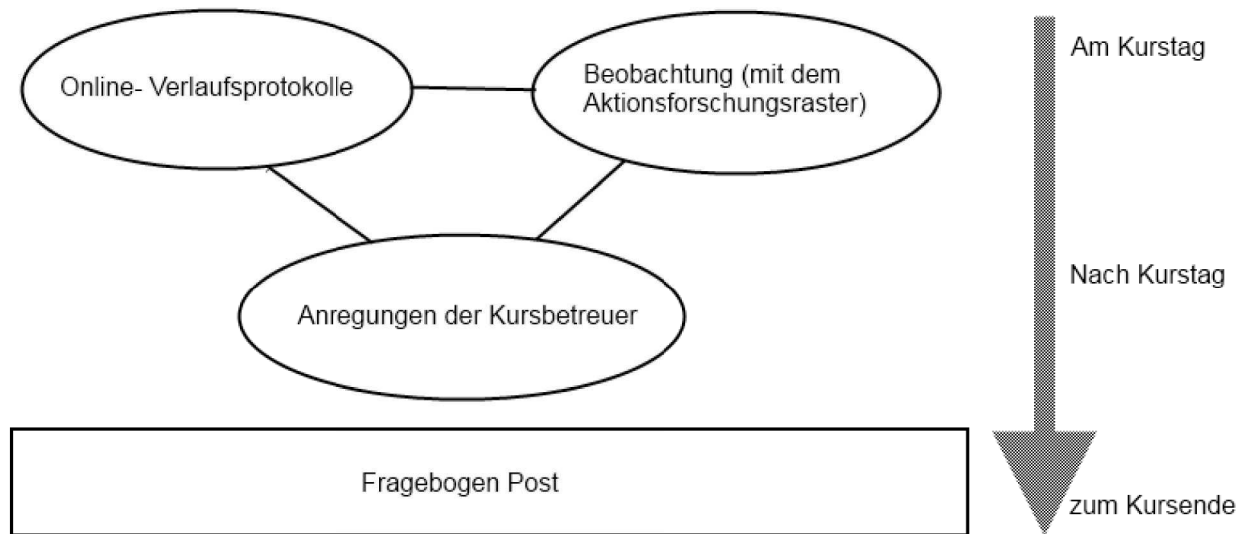 Online- Verlaufsprotokolle
Beobachtung (mit dem
Aktionsforschungsraster)
Am Kurstag
Anregungen der Kursbetreuer
Nach Kurstag
Fragebogen Post
zum Kursende